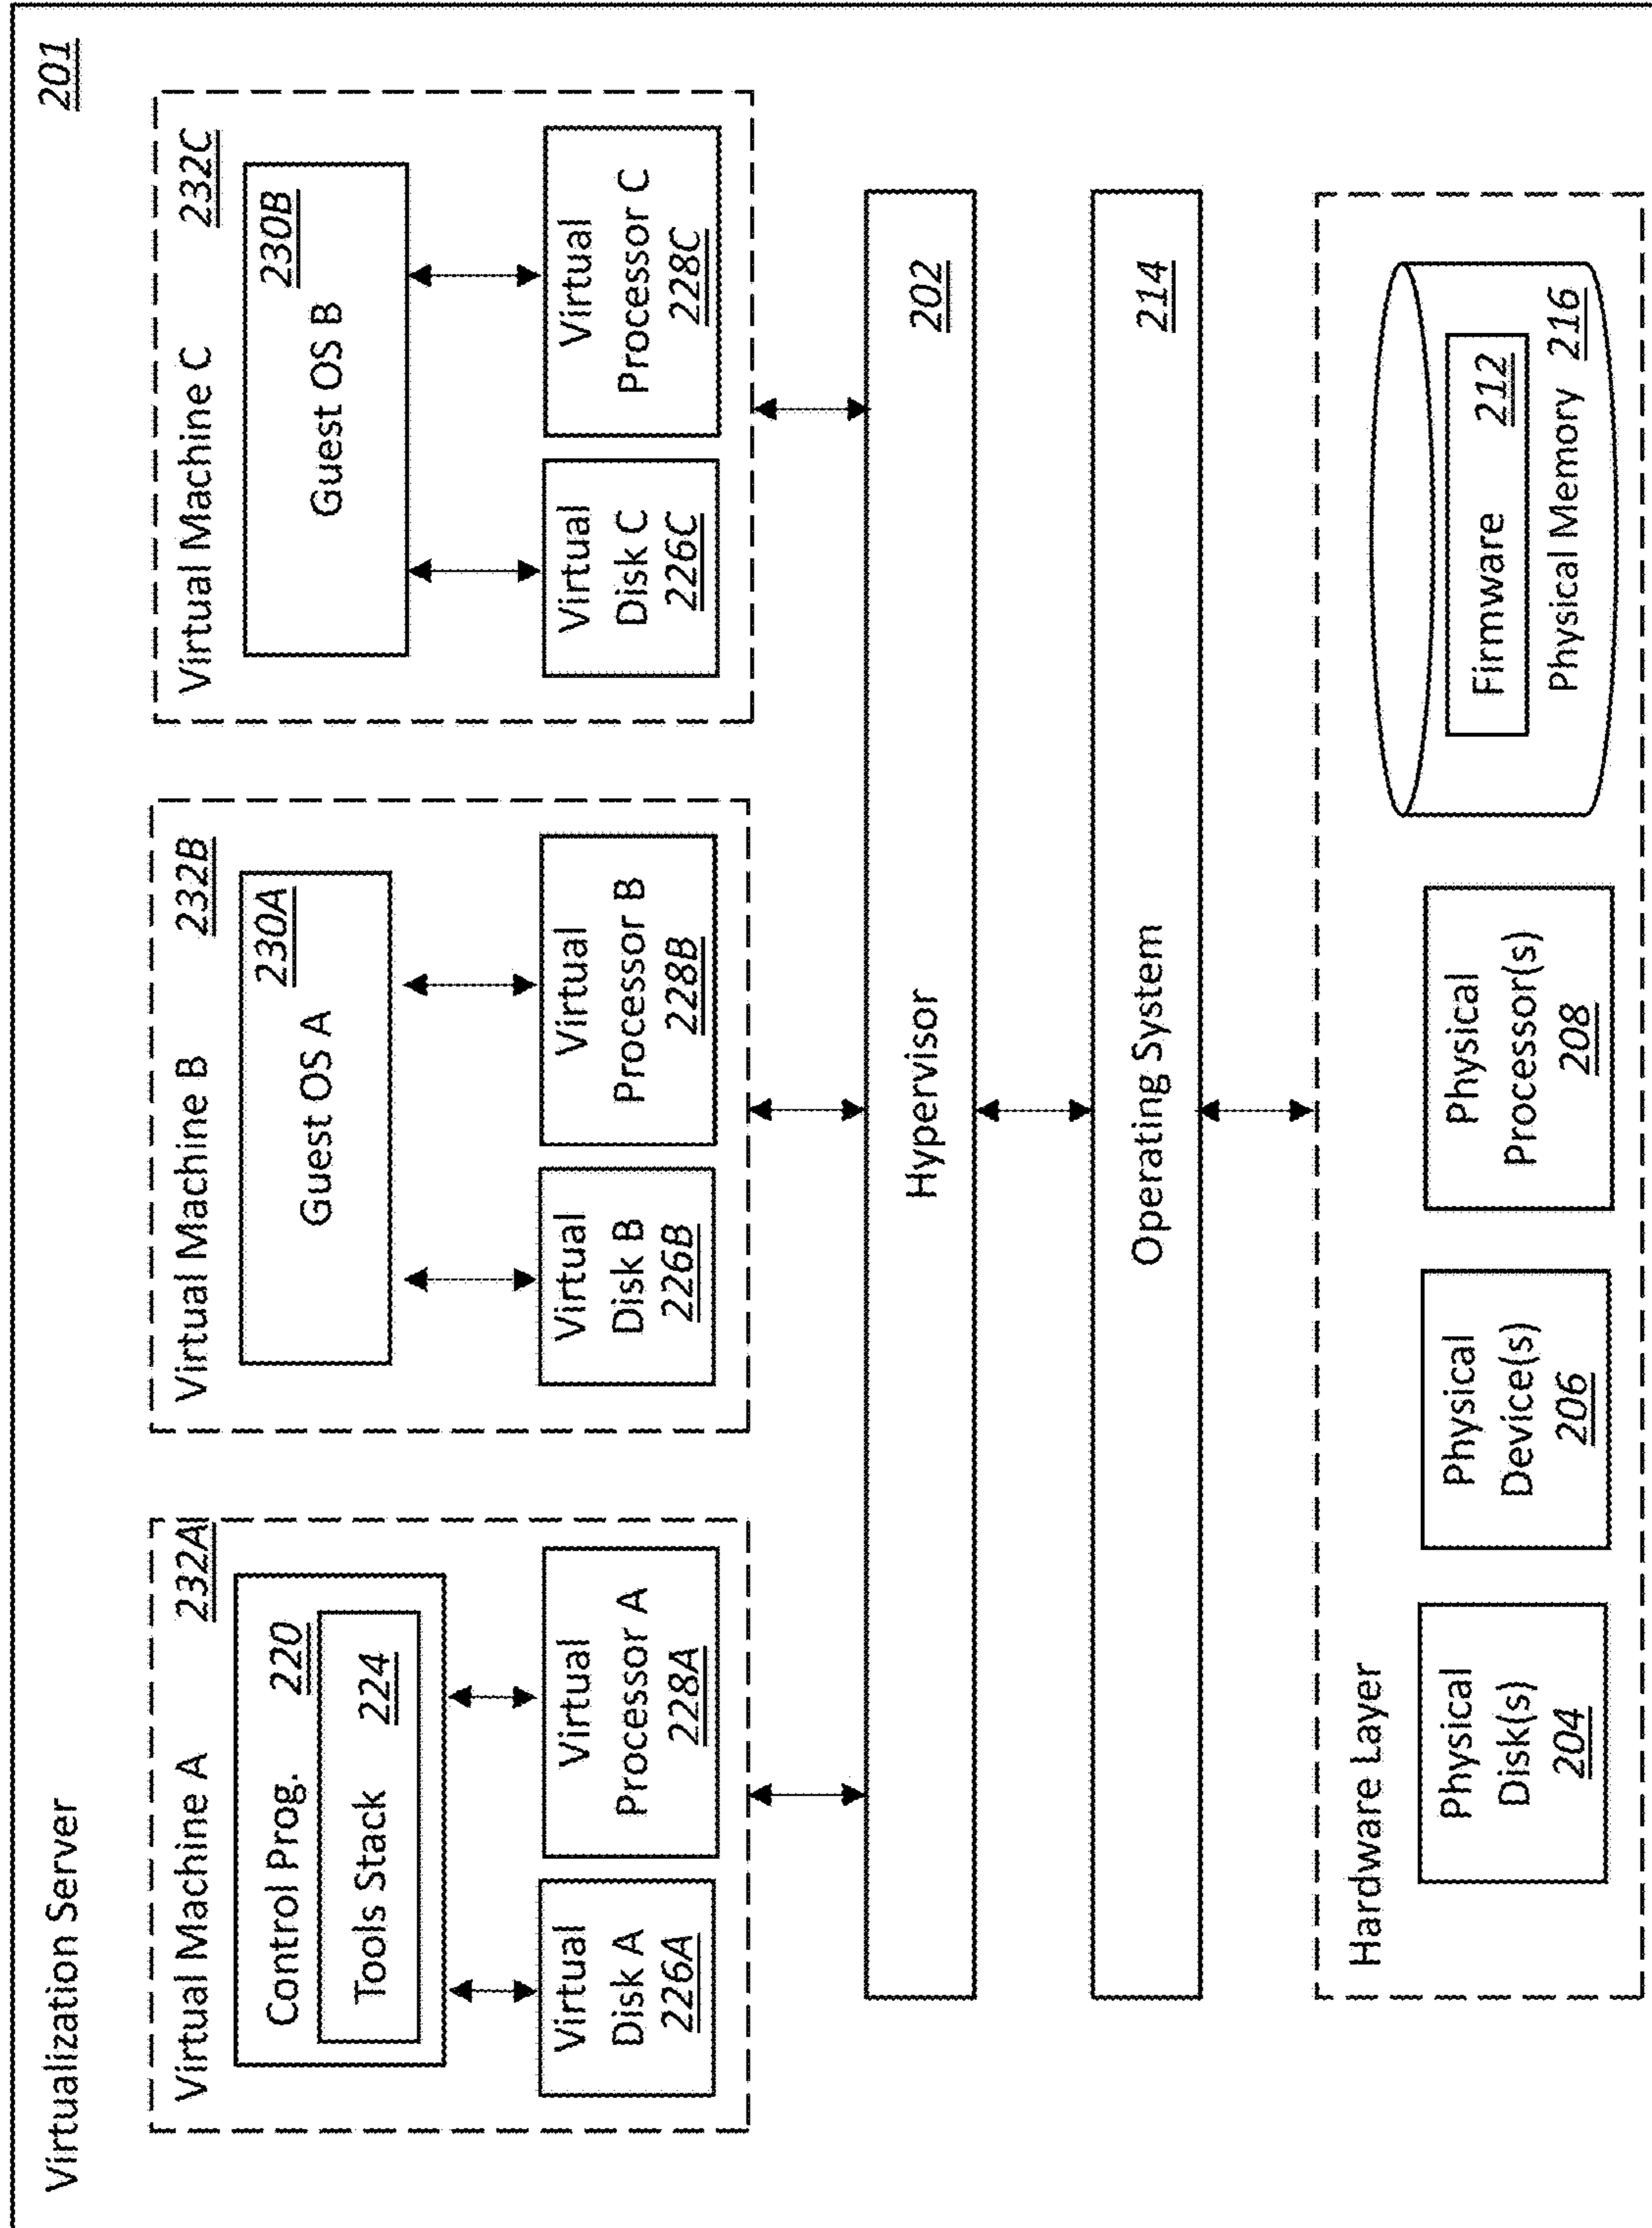 Virtualization Server
201
Virtual Machine A
232A
Control Prog.
220
Tools Stack
224
Virtual
Disk A
226A
Virtual
Processor A
228A
Virtual Machine B
232B
230A
Guest OS A
Virtual
Disk B
226B
Virtual
Processor B
228B
Virtual Machine C
232C
230B
Guest OS B
Virtual
Disk C
226C
Virtual
Processor C
228C
Hypervisor
202
Operating System
214
Hardware Layer
Physical
Disk(s)
204
Physical
Device(s)
206
Physical
Processor(s)
208
Firmware
212
Physical Memory
216